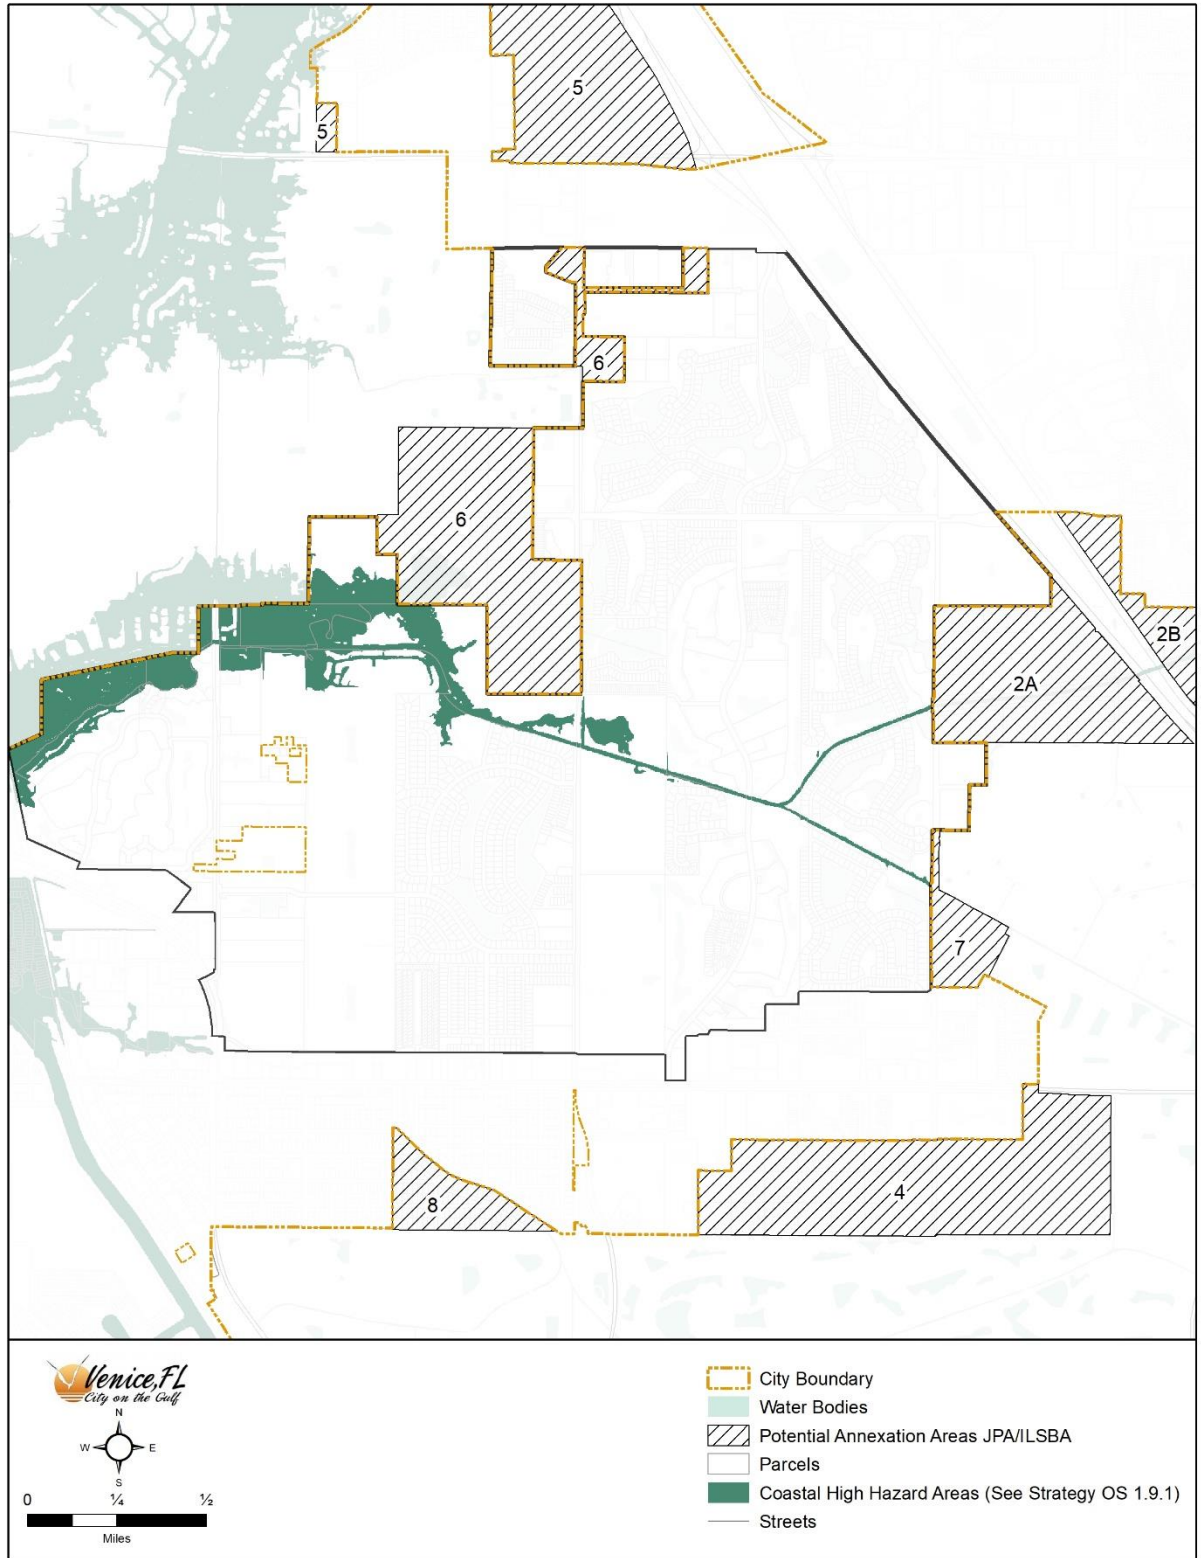 5
5
6
6
2B
2A
7
4
8
Venice, FL
City on the Gulf
N
W E
S
0 ¼ ½
Miles
City Boundary
Water Bodies
Potential Annexation Areas JPA/ILSBA
Parcels
Coastal High Hazard Areas (See Strategy OS 1.9.1)
Streets